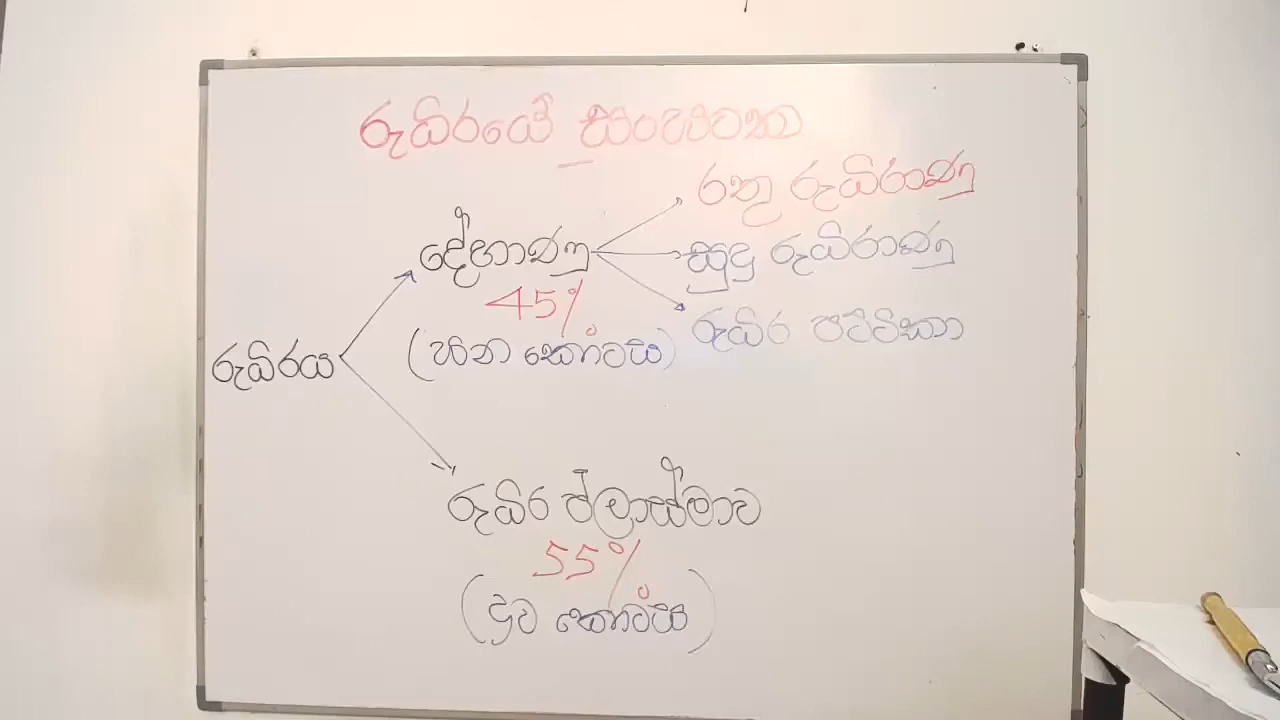 රුධිරයේ සංඝටක
රතු රුධිරාණු
දේහාණු
සුදු රුධිරාණු
45%
රුධිර පට්ටිකා
(ඝන කොටස)
රුධිරය
රුධිර ප්ලාස්මාව
55%
(ද්‍රව කොටස)